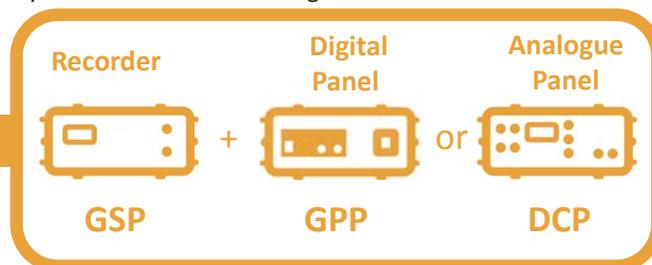 Recorder
Digital
Panel
Analogue
Panel
+
or
GSP
GPP
DCP